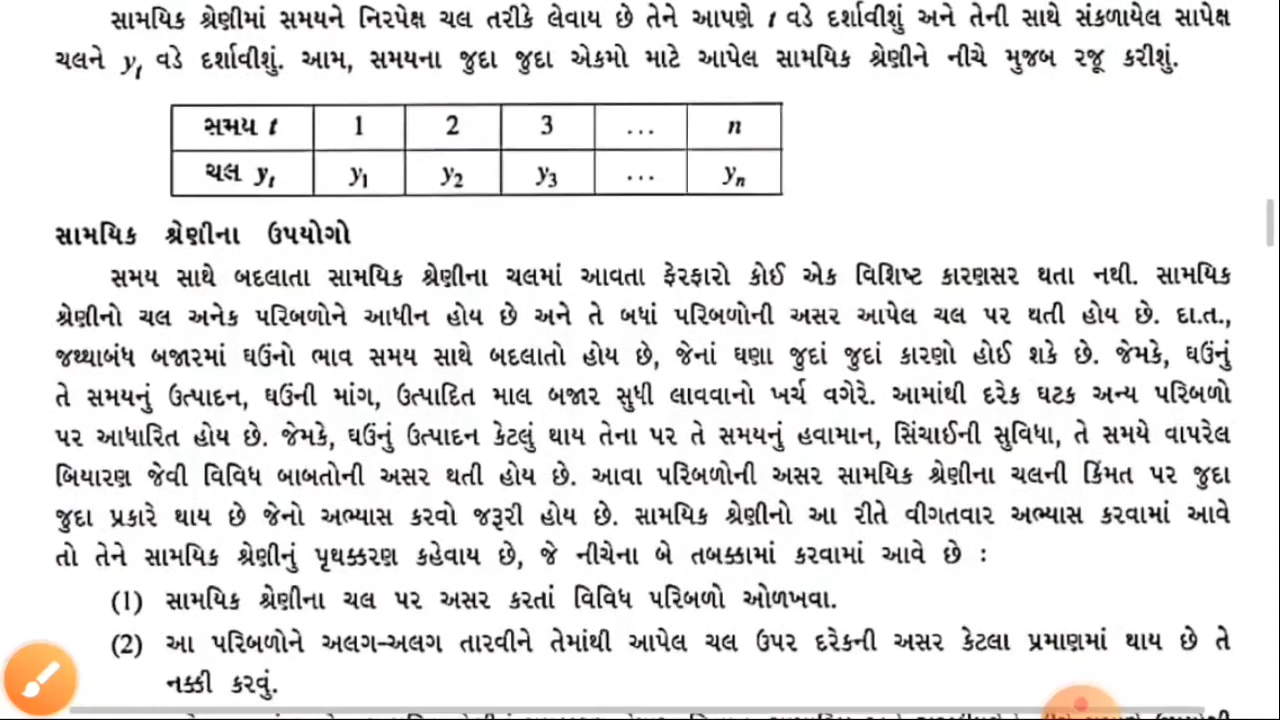 સામયિક શ્રેણીમાં સમયને નિરપેક્ષ ચલ તરીકે લેવાય છે તેને આપણે t વડે દર્શાવીશું અને તેની સાથે સંકળાયેલ સાપેક્ષ
ચલને yt વડે દર્શાવીશું. આમ, સમયના જુદા જુદા એકમો માટે આપેલ સામયિક શ્રેણીને નીચે મુજબ રજૂ કરીશું.
સમય t 1 2 3 ... n
ચલ yt y1 y2 y3 ... yn
સામયિક શ્રેણીના ઉપયોગો
સમય સાથે બદલાતા સામયિક શ્રેણીના ચલમાં આવતા ફેરફારો કોઈ એક વિશિષ્ટ કારણસર થતા નથી. સામયિક
શ્રેણીનો ચલ અનેક પરિબળોને આધીન હોય છે અને તે બધાં પરિબળોની અસર આપેલ ચલ પર થતી હોય છે. દા.ત.,
જથ્થાબંધ બજારમાં ઘઉંનો ભાવ સમય સાથે બદલાતો હોય છે, જેનાં ઘણા જુદાં જુદાં કારણો હોઈ શકે છે. જેમકે, ઘઉંનું
તે સમયનું ઉત્પાદન, ઘઉંની માંગ, ઉત્પાદિત માલ બજાર સુધી લાવવાનો ખર્ચ વગેરે. આમાંથી દરેક ઘટક અન્ય પરિબળો
પર આધારિત હોય છે. જેમકે, ઘઉંનું ઉત્પાદન કેટલું થાય તેના પર તે સમયનું હવામાન, સિંચાઈની સુવિધા, તે સમયે વાપરેલ
બિયારણ જેવી વિવિધ બાબતોની અસર થતી હોય છે. આવા પરિબળોની અસર સામયિક શ્રેણીના ચલની કિંમત પર જુદા
જુદા પ્રકારે થાય છે જેનો અભ્યાસ કરવો જરૂરી હોય છે. સામયિક શ્રેણીનો આ રીતે વીગતવાર અભ્યાસ કરવામાં આવે
તો તેને સામયિક શ્રેણીનું પૃથક્કરણ કહેવાય છે, જે નીચેના બે તબક્કામાં કરવામાં આવે છે :
(1) સામયિક શ્રેણીના ચલ પર અસર કરતાં વિવિધ પરિબળો ઓળખવા.
(2) આ પરિબળોને અલગ-અલગ તારવીને તેમાંથી આપેલ ચલ ઉપર દરેકની અસર કેટલા પ્રમાણમાં થાય છે તે
નક્કી કરવું.